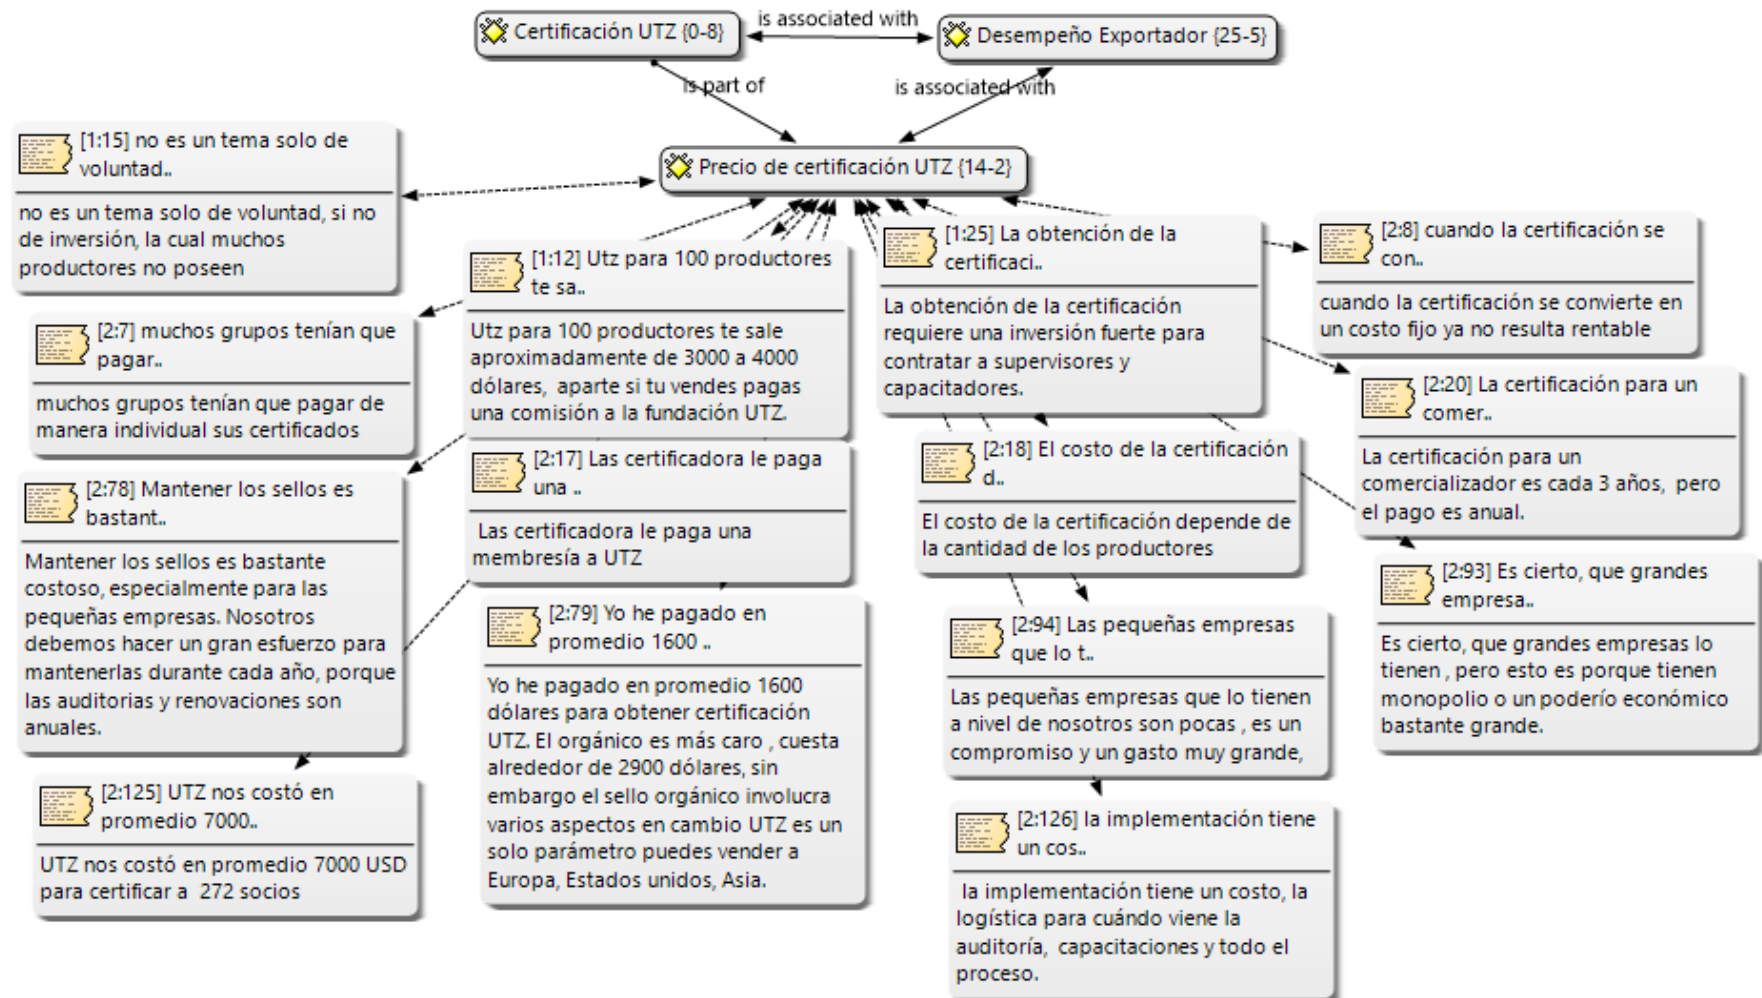 Certificación UTZ {0-8}
is associated with
Desempeño Exportador {25-5}
is part of
is associated with
Precio de certificación UTZ {14-2}
[1:15] no es un tema solo de
voluntad..
no es un tema solo de voluntad, si no
de inversión, la cual muchos
productores no poseen
[2:7] muchos grupos tenían que
pagar..
muchos grupos tenían que pagar de
manera individual sus certificados
[2:78] Mantener los sellos es
bastant..
Mantener los sellos es bastante
costoso, especialmente para las
pequeñas empresas. Nosotros
debemos hacer un gran esfuerzo para
mantenerlas durante cada año, porque
las auditorias y renovaciones son
anuales.
[2:125] UTZ nos costó en
promedio 7000..
UTZ nos costó en promedio 7000 USD
para certificar a  272 socios
[1:12] Utz para 100 productores
te sa..
Utz para 100 productores te sale
aproximadamente de 3000 a 4000
dólares,  aparte si tu vendes pagas
una comisión a la fundación UTZ.
[2:17] Las certificadora le paga
una ..
Las certificadora le paga una
membresía a UTZ
[2:79] Yo he pagado en
promedio 1600 ..
Yo he pagado en promedio 1600
dólares para obtener certificación
UTZ. El orgánico es más caro , cuesta
alrededor de 2900 dólares, sin
embargo el sello orgánico involucra
varios aspectos en cambio UTZ es un
solo parámetro puedes vender a
Europa, Estados unidos, Asia.
[1:25] La obtención de la
certificaci..
La obtención de la certificación
requiere una inversión fuerte para
contratar a supervisores y
capacitadores.
[2:18] El costo de la certificación
d..
El costo de la certificación depende de
la cantidad de los productores
[2:94] Las pequeñas empresas
que lo t..
Las pequeñas empresas que lo tienen
a nivel de nosotros son pocas , es un
compromiso y un gasto muy grande,
[2:126] la implementación tiene
un cos..
la implementación tiene un costo, la
logística para cuándo viene la
auditoría,  capacitaciones y todo el
proceso.
[2:8] cuando la certificación se
con..
cuando la certificación se convierte en
un costo fijo ya no resulta rentable
[2:20] La certificación para un
comer..
La certificación para un
comercializador es cada 3 años,  pero
el pago es anual.
[2:93] Es cierto, que grandes
empresa..
Es cierto, que grandes empresas lo
tienen , pero esto es porque tienen
monopolio o un poderío económico
bastante grande.